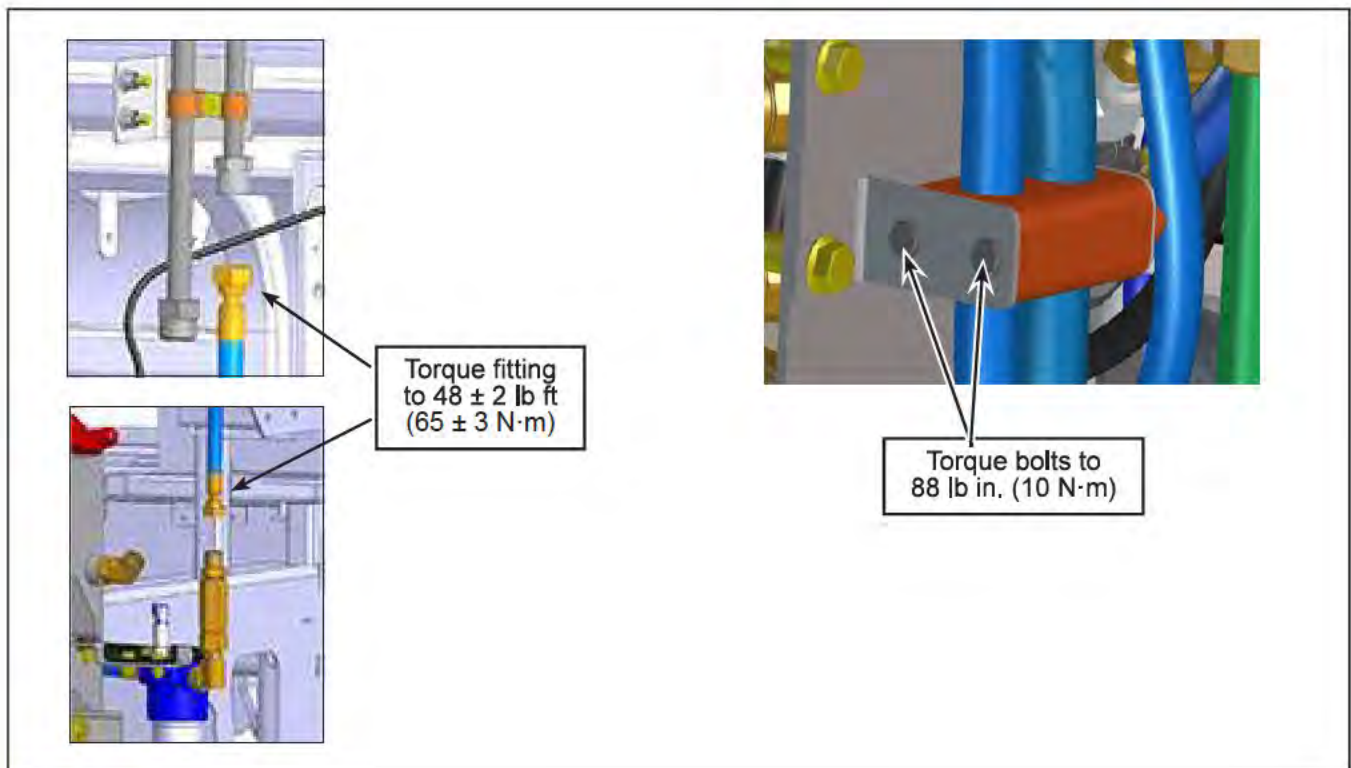 Torque fitting
to 48 ± 2 lb ft
(65 ± 3 N·m)
Torque bolts to
88 lb in. (10 N·m)